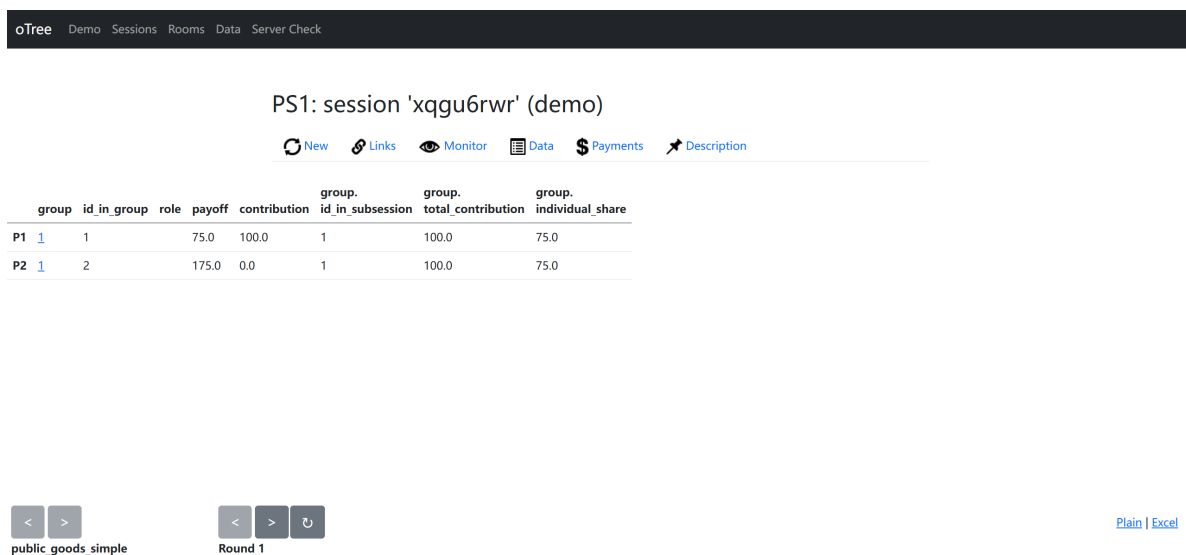 oTree Demo Sessions Rooms Data Server Check
PS1: session 'xqgu6rwr' (demo)
New Links Monitor Data Payments Description
group id_in_group role payoff contribution group. id_in_subsession group. total_contribution group. individual_share
P1 1 1 75.0 100.0 1 100.0 75.0
P2 1 2 175.0 0.0 1 100.0 75.0
< > < > ↻ Plain | Excel
public_goods_simple Round 1